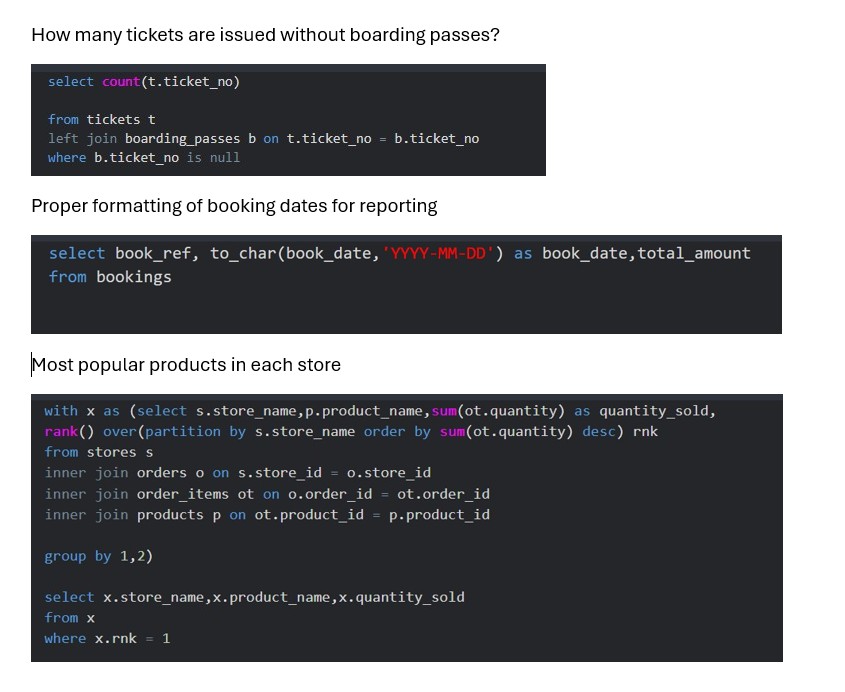 How many tickets are issued without boarding passes?
select count(t.ticket_no)
from tickets t
left join boarding_passes b on t.ticket_no = b.ticket_no
where b.ticket_no is null
Proper formatting of booking dates for reporting
select book_ref, to_char(book_date,'YYYY-MM-DD') as book_date,total_amount
from bookings
Most popular products in each store
with x as (select s.store_name,p.product_name,sum(ot.quantity) as quantity_sold,
rank() over(partition by s.store_name order by sum(ot.quantity) desc) rnk
from stores s
inner join orders o on s.store_id = o.store_id
inner join order_items ot on o.order_id = ot.order_id
inner join products p on ot.product_id = p.product_id
group by 1,2)
select x.store_name,x.product_name,x.quantity_sold
from x
where x.rnk = 1